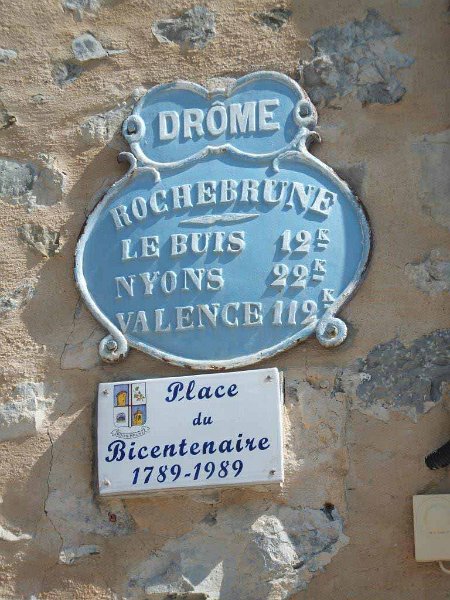 DRÔME
ROCHEBRUNE
LE BUIS 12K
NYONS 22K
VALENCE 112K
Place
du
Bicentenaire
1789-1989